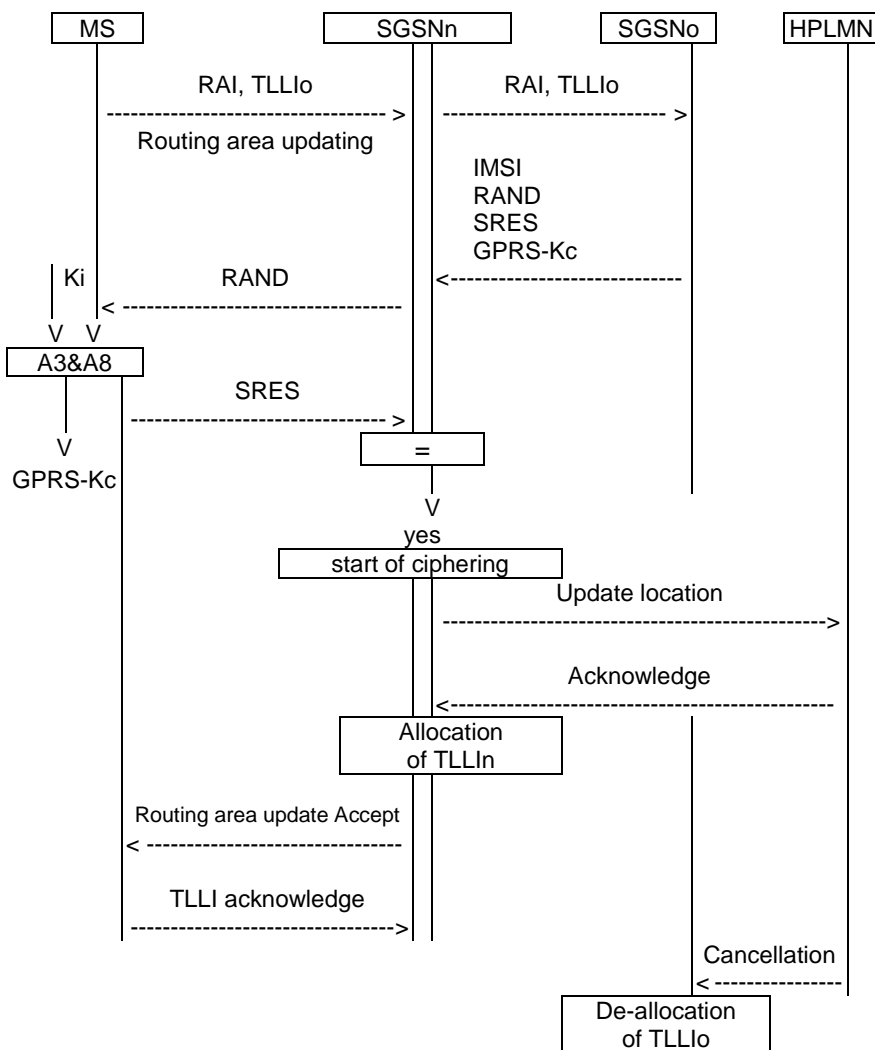 MS SGSNn SGSNo HPLMN
RAI, TLLIo RAI, TLLIo
------------------------------- > --------------------------- >
Routing area updating
IMSI
RAND
SRES
GPRS-Kc
<---------------------------
Ki RAND
< -------------------------------
V V
A3&A8
SRES
------------------------------- >
V =
GPRS-Kc
V
yes
start of ciphering
Update location
-------------------------------------------->
Acknowledge
<--------------------------------------------
Allocation
of TLLIn
Routing area update Accept
< -----------------------------
TLLI acknowledge
------------------------------- >
Cancellation
< ---------------
De-allocation
of TLLIo